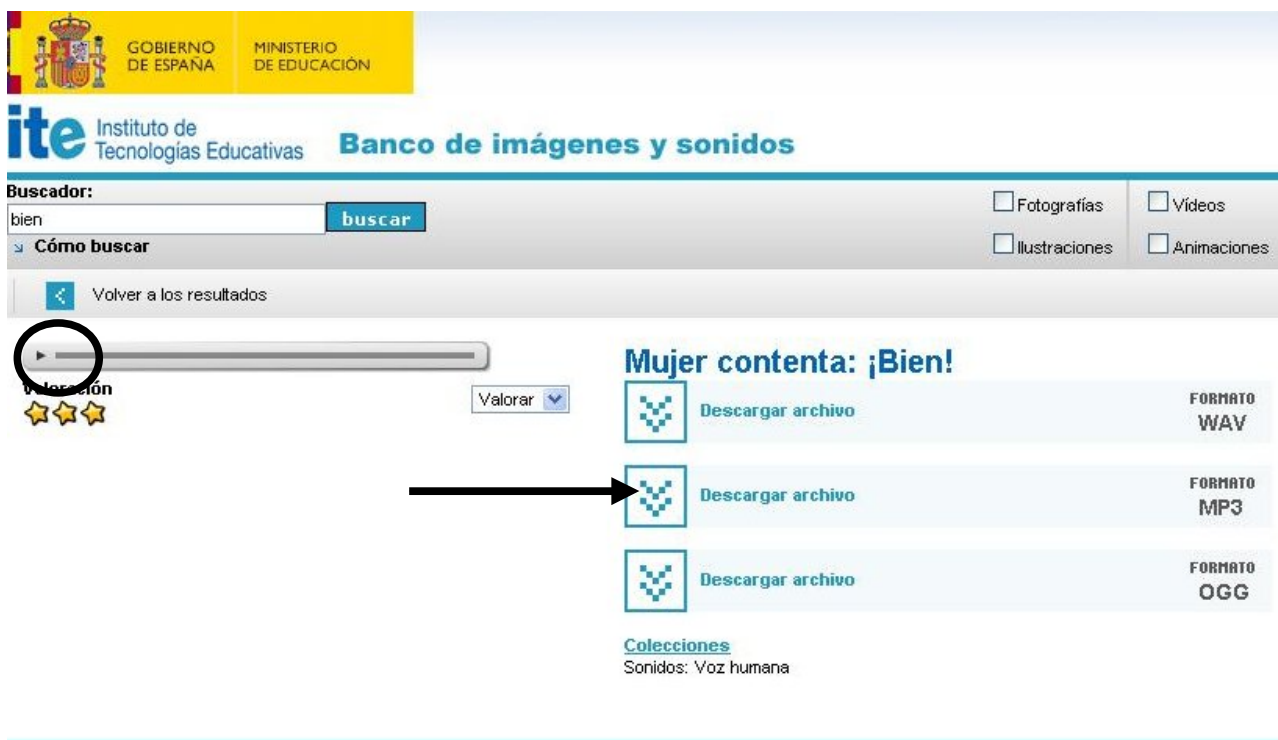 GOBIERNO
DE ESPAÑA
MINISTERIO
DE EDUCACIÓN
ite Instituto de
Tecnologías Educativas
Banco de imágenes y sonidos
Buscador:
bien
buscar
Cómo buscar
Fotografías
Vídeos
Ilustraciones
Animaciones
Volver a los resultados
Valoración
Valorar
Mujer contenta: ¡Bien!
Descargar archivo
FORMATO
WAV
Descargar archivo
FORMATO
MP3
Descargar archivo
FORMATO
OGG
Colecciones
Sonidos: Voz humana